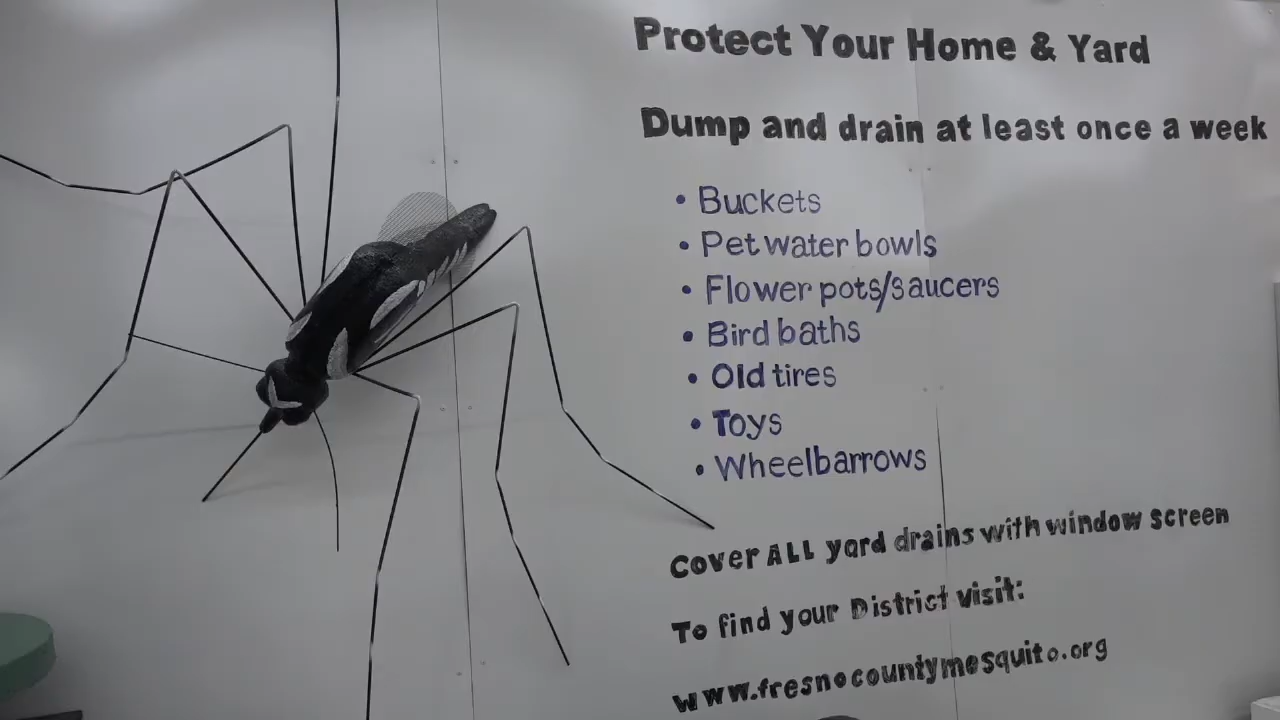 Protect Your Home & Yard
Dump and drain at least once a week
• Buckets
• Pet water bowls
• Flower pots/saucers
• Bird baths
• Old tires
• Toys
• Wheelbarrows
Cover ALL yard drains with window screen
To find your District visit:
www.fresnocountymosquito.org